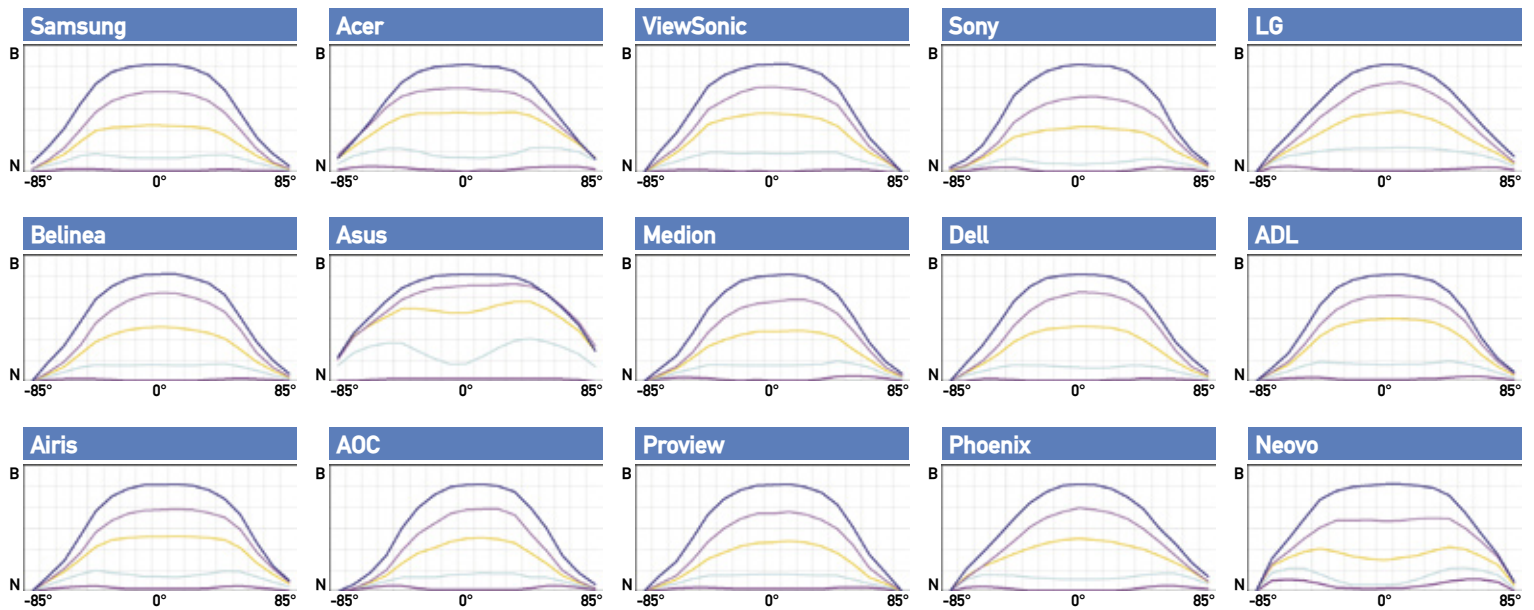 Samsung Acer ViewSonic Sony LG
B B B B B
N N N N N
-85° 0° 85° -85° 0° 85° -85° 0° 85° -85° 0° 85° -85° 0° 85°
Belinea Asus Medion Dell ADL
B B B B B
N N N N N
-85° 0° 85° -85° 0° 85° -85° 0° 85° -85° 0° 85° -85° 0° 85°
Airis AOC Proview Phoenix Neovo
B B B B B
N N N N N
-85° 0° 85° -85° 0° 85° -85° 0° 85° -85° 0° 85° -85° 0° 85°